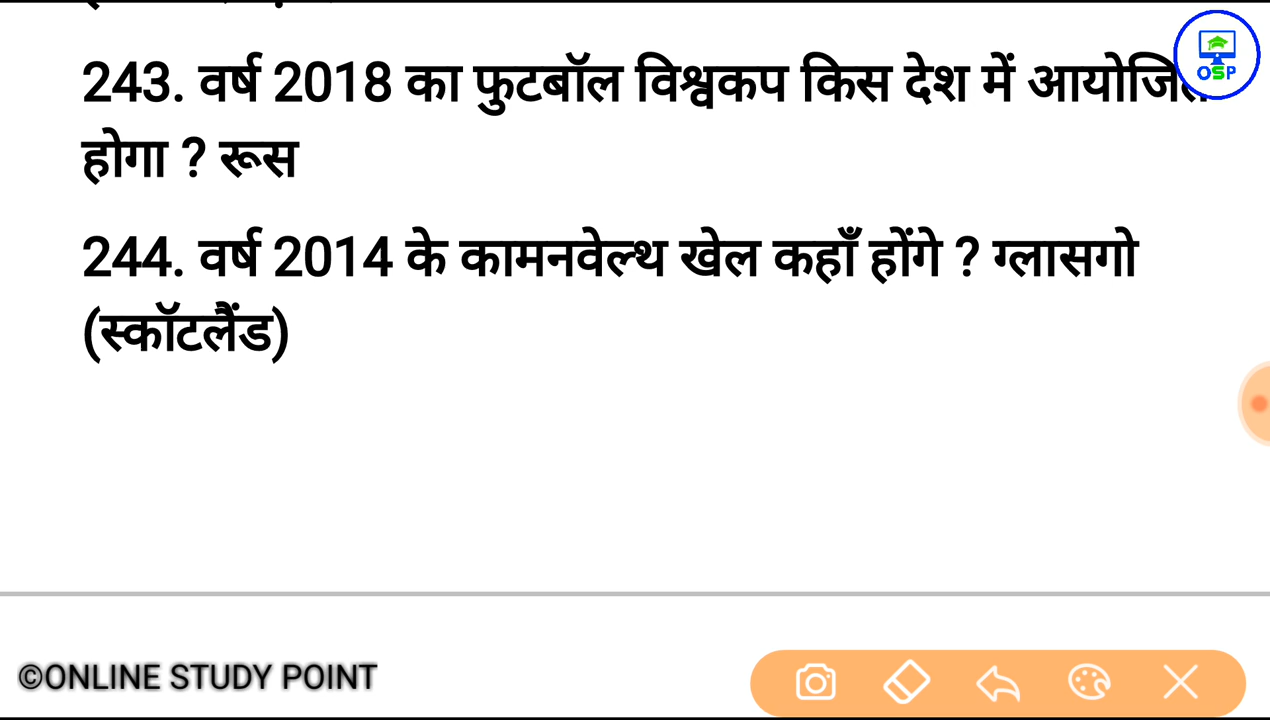 243. वर्ष 2018 का फुटबॉल विश्वकप किस देश में आयोजित
होगा ? रूस
244. वर्ष 2014 के कामनवेल्थ खेल कहाँ होंगे ? ग्लासगो
(स्कॉटलैंड)
OSP
©ONLINE STUDY POINT